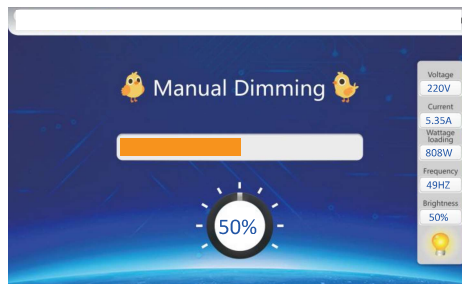 Manual Dimming
50%
Voltage
220V
Current
5.35A
Wattage
loading
808W
Frequency
49HZ
Brightness
50%